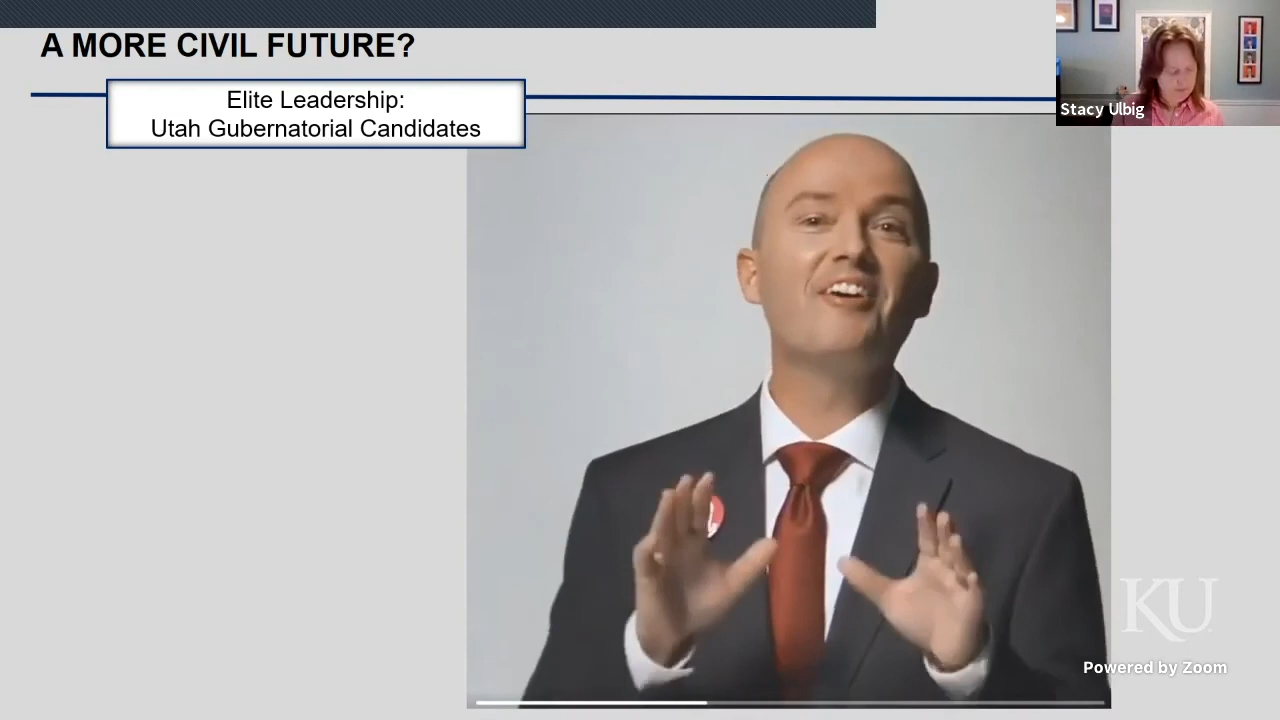 A MORE CIVIL FUTURE?
Elite Leadership:
Utah Gubernatorial Candidates
Stacy Ulbig
KU
Powered by Zoom